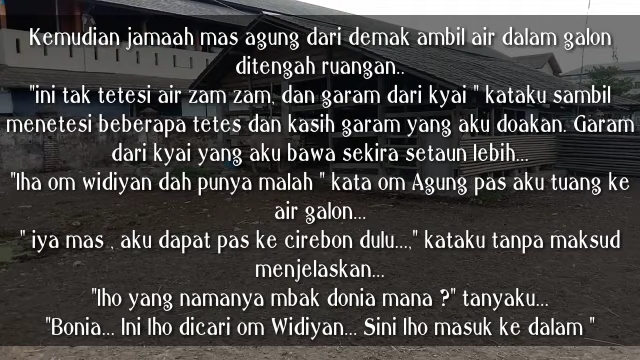 Kemudian jamaah mas agung dari demak ambil air dalam galon
ditengah ruangan..
"ini tak tetesi air zam zam, dan garam dari kyai " kataku sambil
menetesi beberapa tetes dan kasih garam yang aku doakan. Garam
dari kyai yang aku bawa sekira setaun lebih...
"lha om widiyan dah punya malah " kata om Agung pas aku tuang ke
air galon...
" iya mas , aku dapat pas ke cirebon dulu...," kataku tanpa maksud
menjelaskan...
"lho yang namanya mbak donia mana ?" tanyaku...
"Bonia... Ini lho dicari om Widiyan... Sini lho masuk ke dalam "